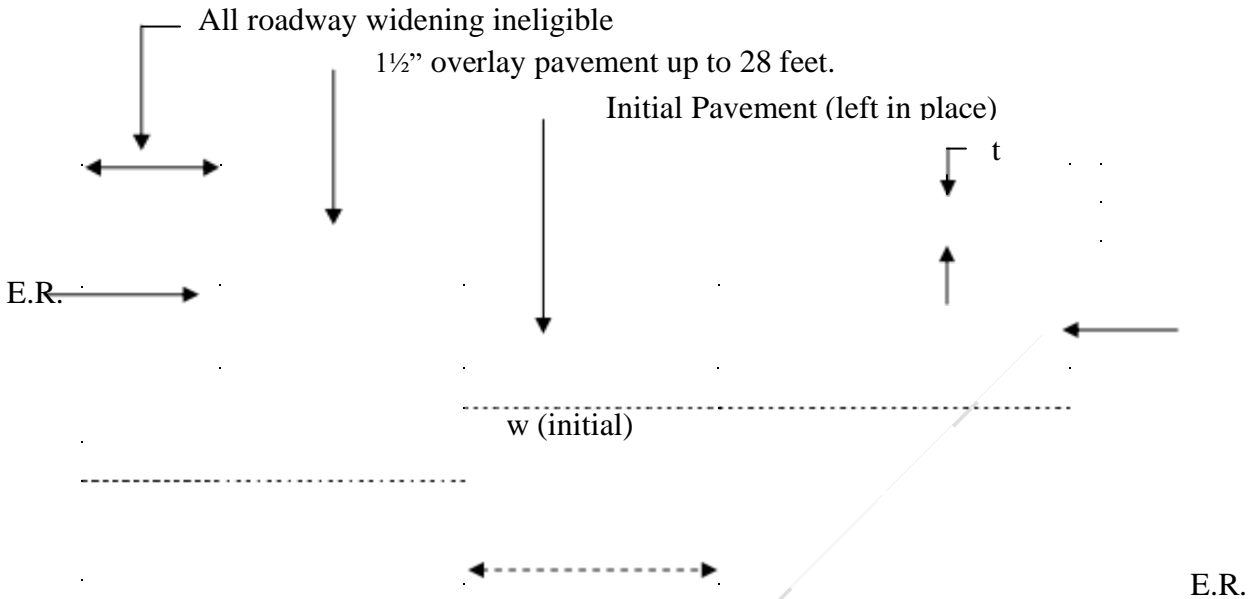 All roadway widening ineligible
1½” overlay pavement up to 28 feet.
Initial Pavement (left in place)
t
E.R.
w (initial)
E.R.